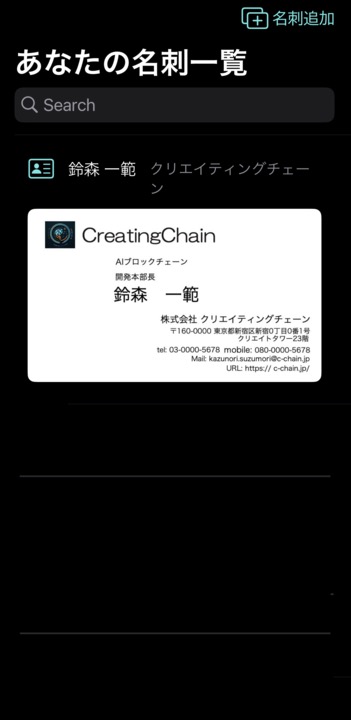 名刺追加
あなたの名刺一覧
Search
鈴森 一範 クリエイティングチェー
ン
CreatingChain
AIブロックチェーン
開発本部長
鈴森 一範
株式会社 クリエイティングチェーン
〒160-0000 東京都新宿区新宿0丁目0番1号
クリエイトタワー23階
tel: 03-0000-5678 mobile: 080-0000-5678
Mail: kazunori.suzumori@c-chain.jp
URL: https:// c-chain.jp/